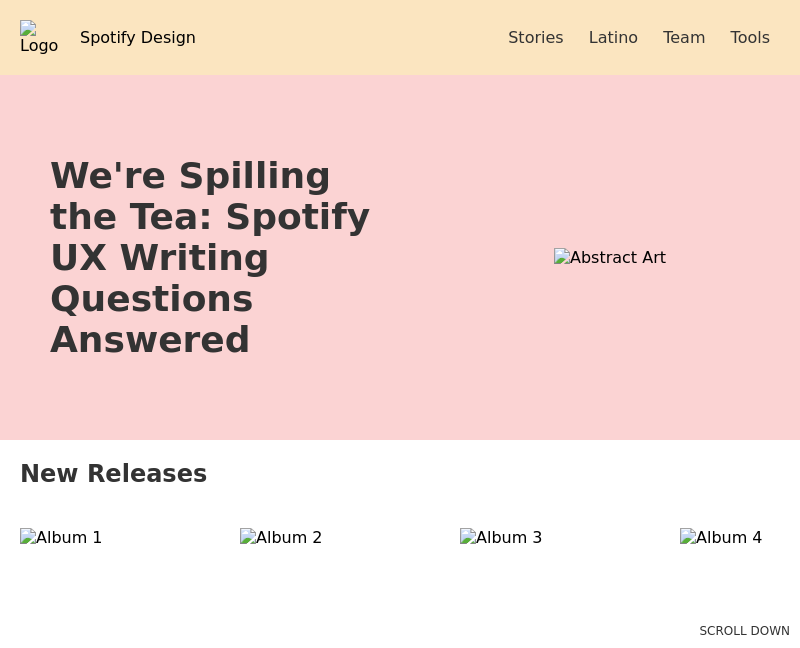 Logo
Spotify Design
Stories
Latino
Team
Tools
We're Spilling
the Tea: Spotify
UX Writing
Questions
Answered
Abstract Art
New Releases
Album 1
Album 2
Album 3
Album 4
SCROLL DOWN